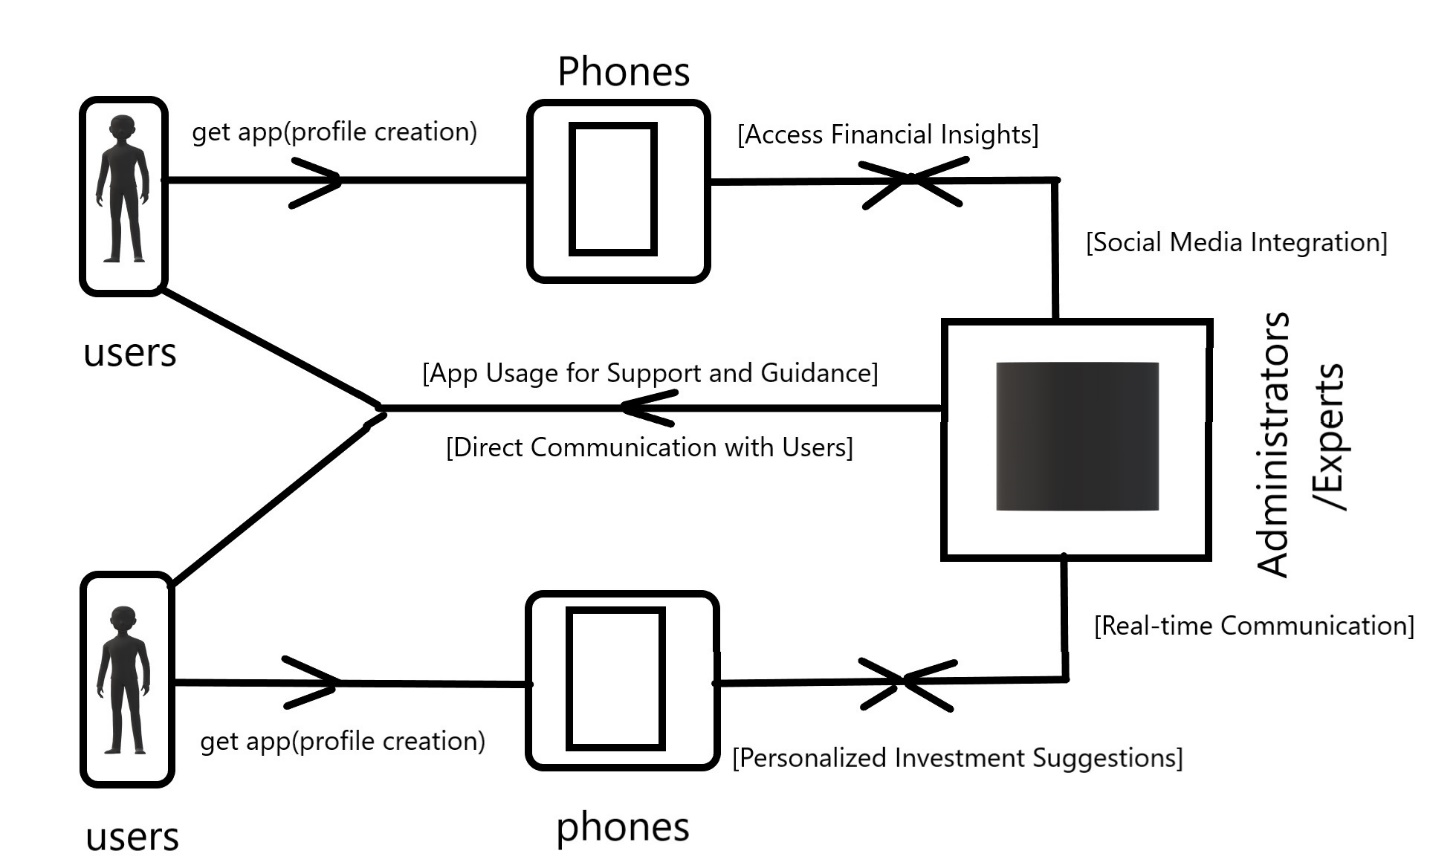 Phones
get app(profile creation)
[Access Financial Insights]
[Social Media Integration]
users
[App Usage for Support and Guidance]
[Direct Communication with Users]
Administrators
/Experts
[Real-time Communication]
get app(profile creation)
[Personalized Investment Suggestions]
users
phones